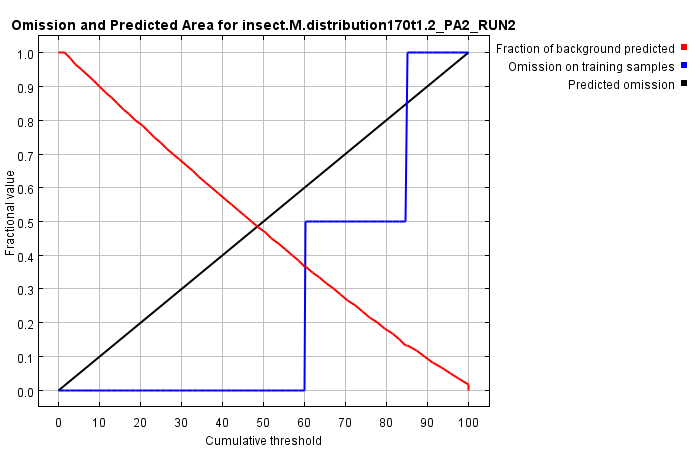 Omission and Predicted Area for insect.M.distribution170t1.2_PA2_RUN2
Fraction of background predicted
Omission on training samples
Predicted omission
Fractional value
1.0
0.9
0.8
0.7
0.6
0.5
0.4
0.3
0.2
0.1
0.0
0 10 20 30 40 50 60 70 80 90 100
Cumulative threshold